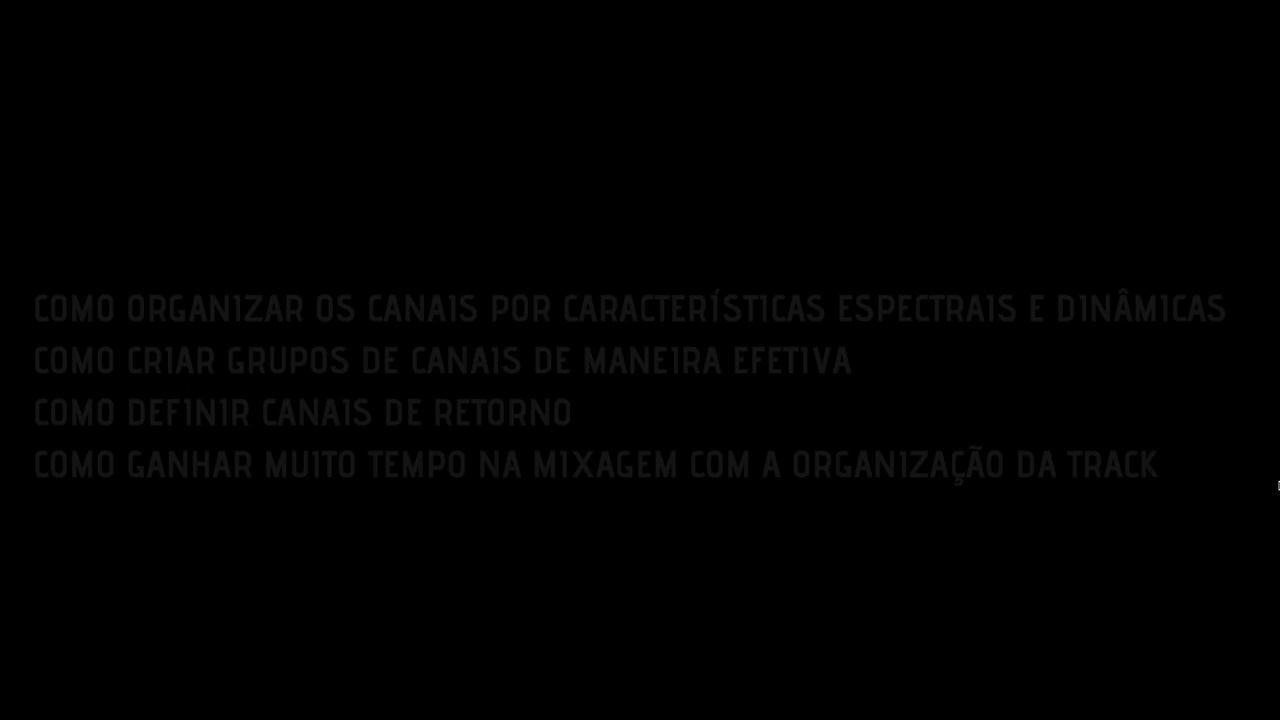 COMO ORGANIZAR OS CANAIS POR CARACTERÍSTICAS ESPECTRAIS E DINÂMICAS
COMO CRIAR GRUPOS DE CANAIS DE MANEIRA EFETIVA
COMO DEFINIR CANAIS DE RETORNO
COMO GANHAR MUITO TEMPO NA MIXAGEM COM A ORGANIZAÇÃO DA TRACK